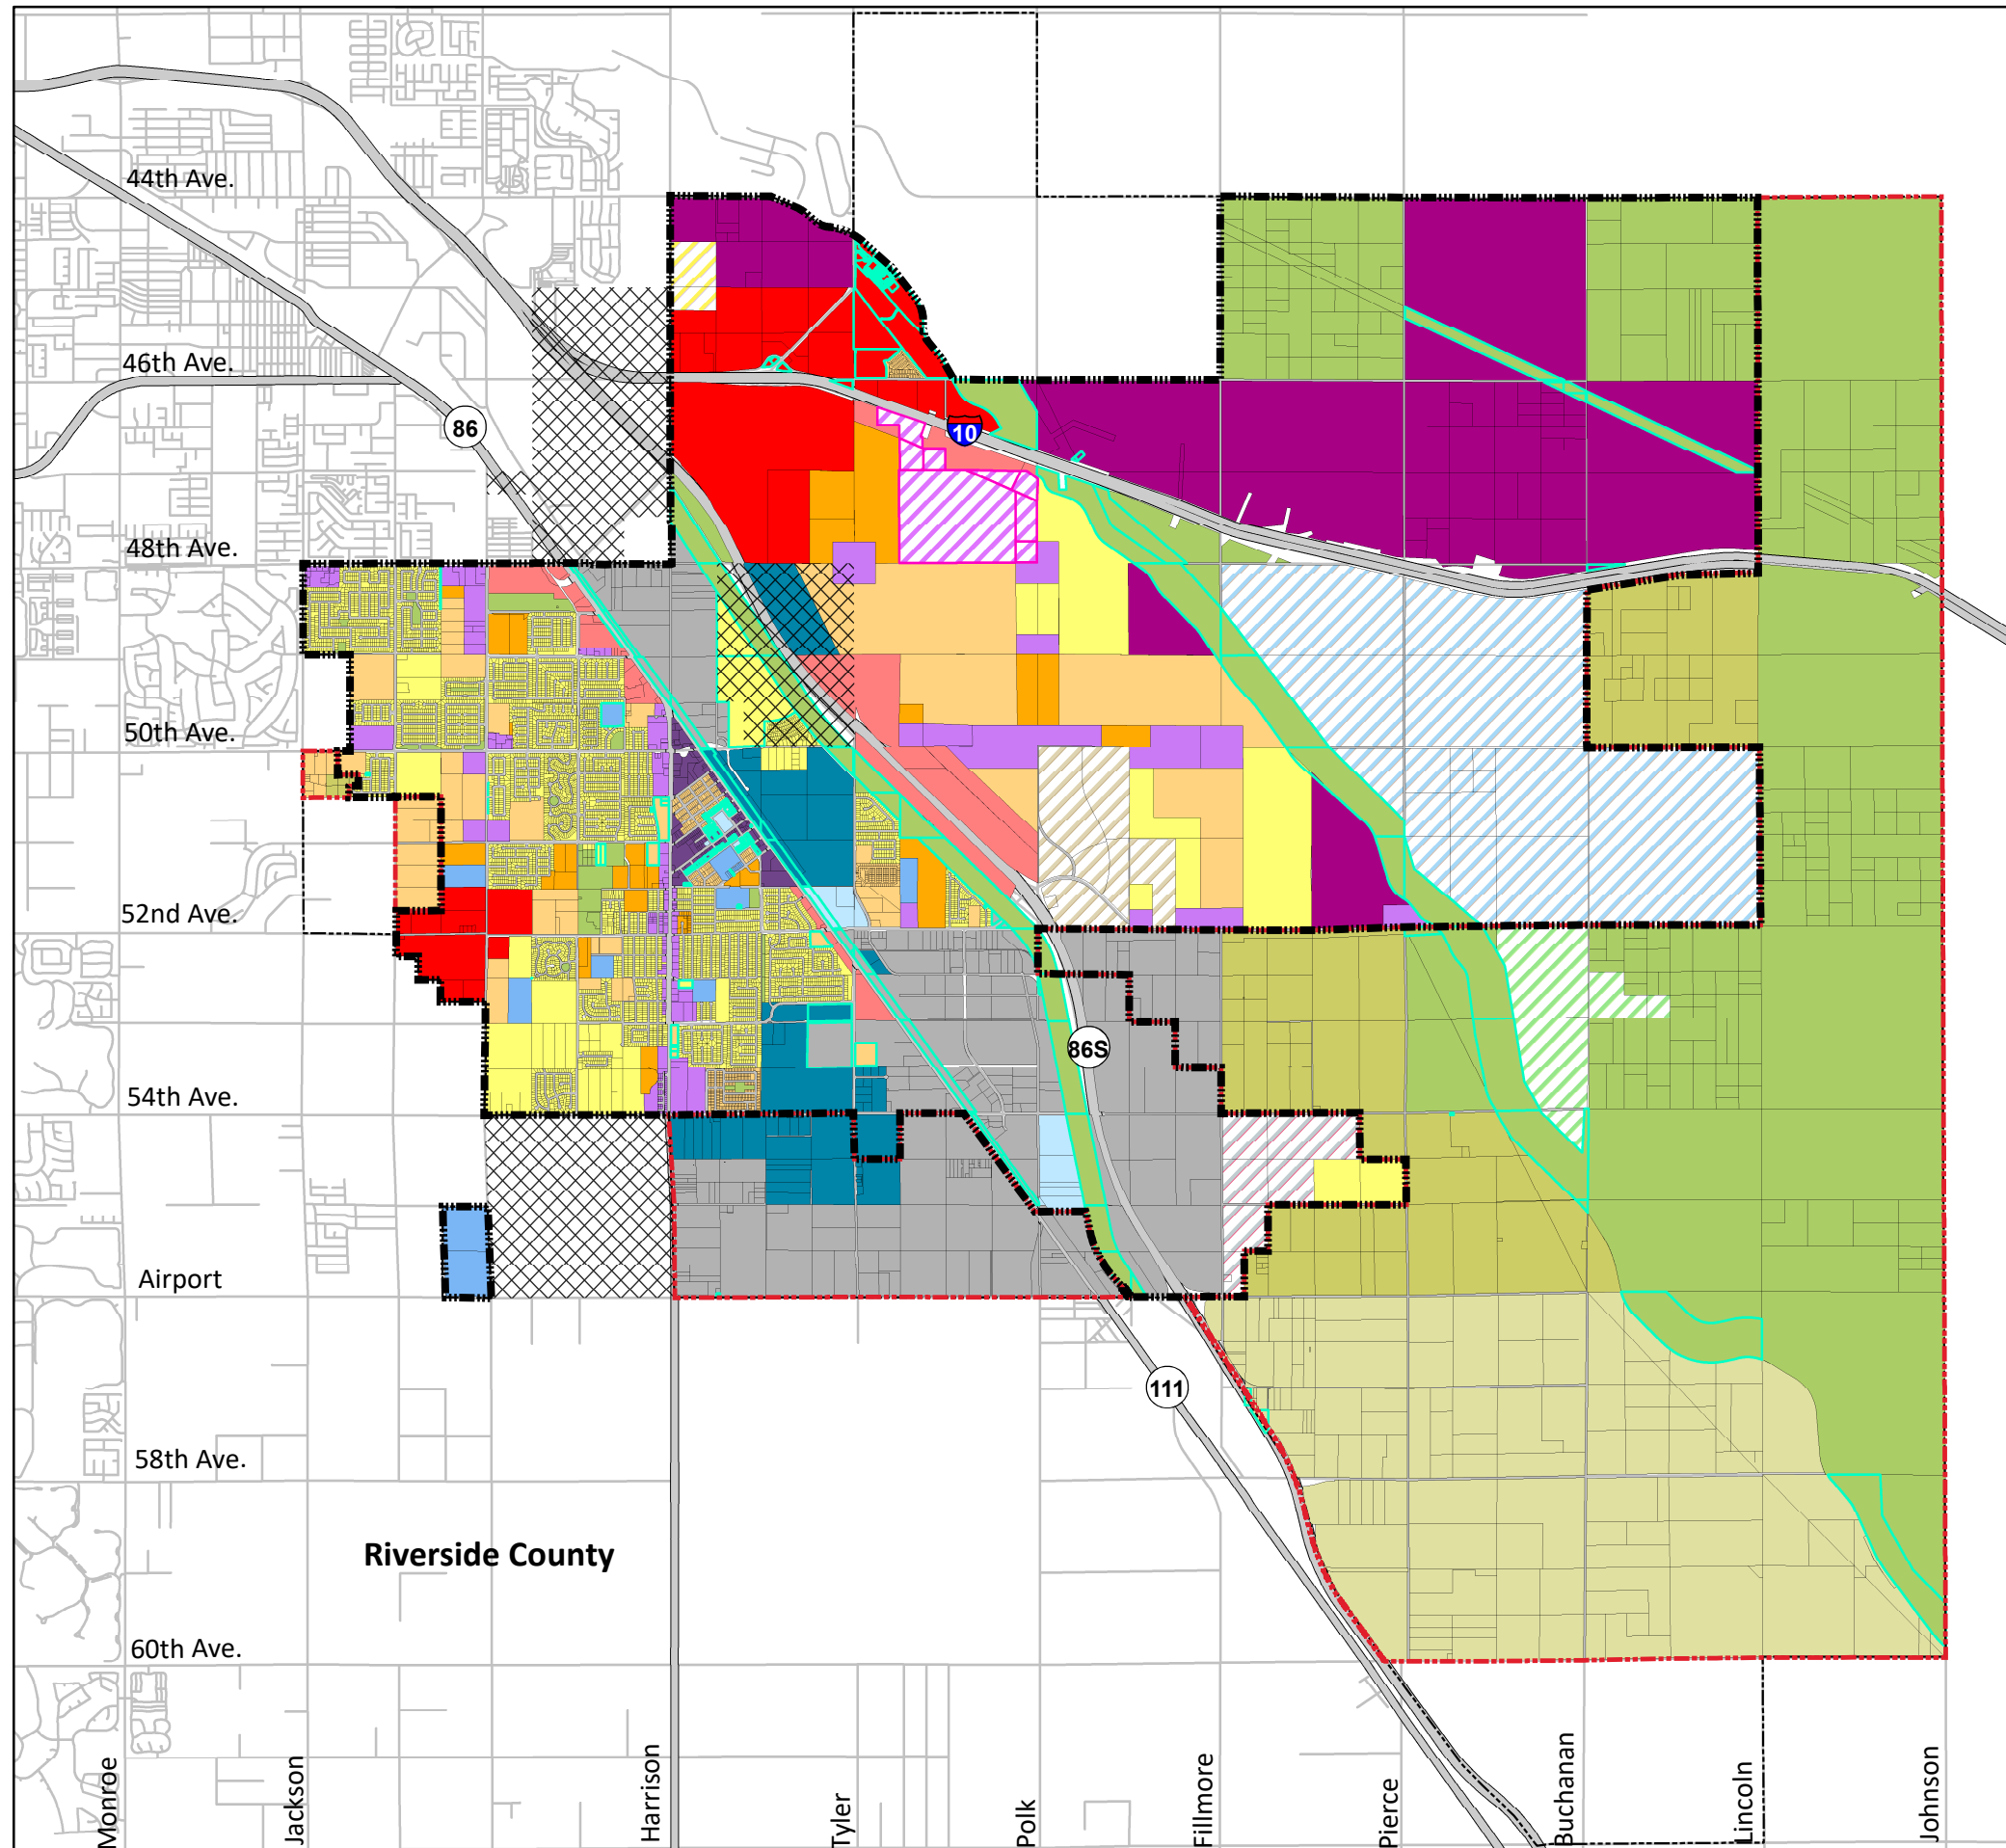 44th Ave.
46th Ave.
86
10
48th Ave.
50th Ave.
52nd Ave.
86S
54th Ave.
Airport
111
58th Ave.
Riverside County
60th Ave.
Monroe
Jackson
Harrison
Tyler
Polk
Fillmore
Pierce
Buchanan
Lincoln
Johnson